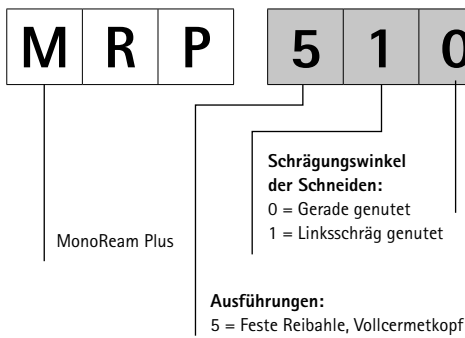 M R P 5 1 0
Schrägungswinkel
der Schneiden:
0 = Gerade genutet
1 = Linksschräg genutet
MonoReam Plus
Ausführungen:
5 = Feste Reibahle, Vollcermetkopf